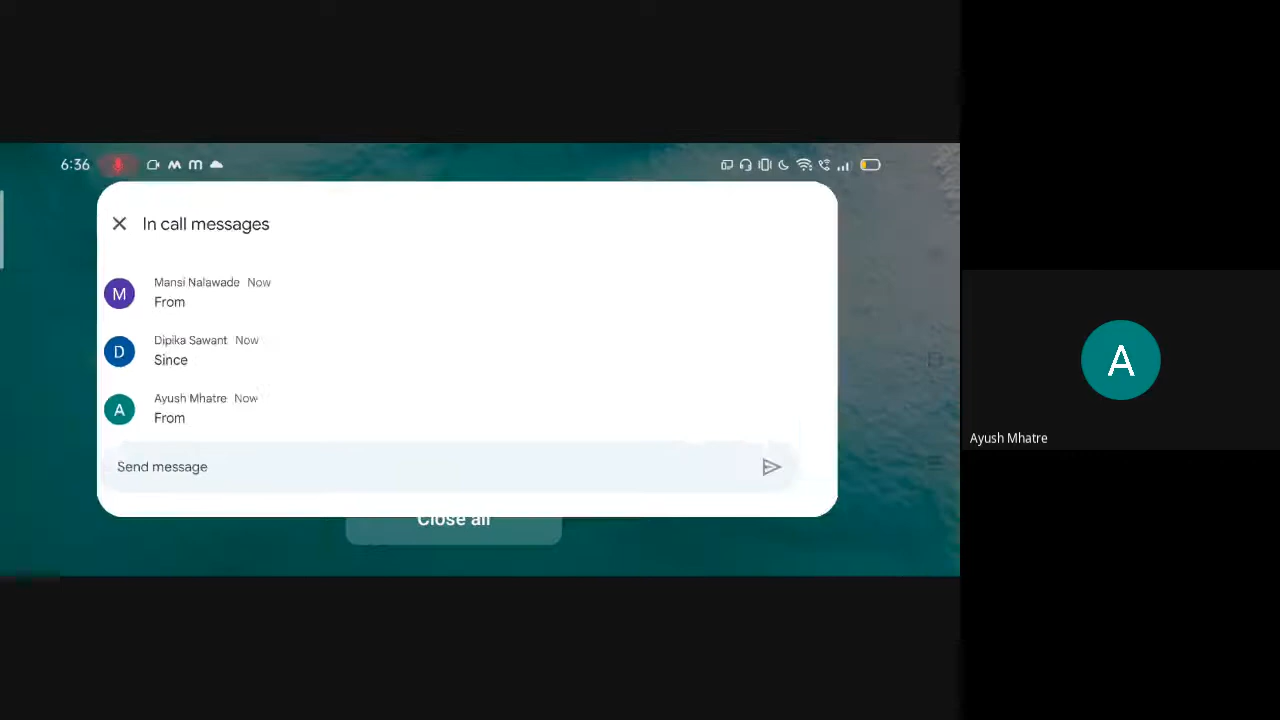 6:36
In call messages
M
Mansi Nalawade Now
From
D
Dipika Sawant Now
Since
A
Ayush Mhatre Now
From
Send message
Close all
A
Ayush Mhatre